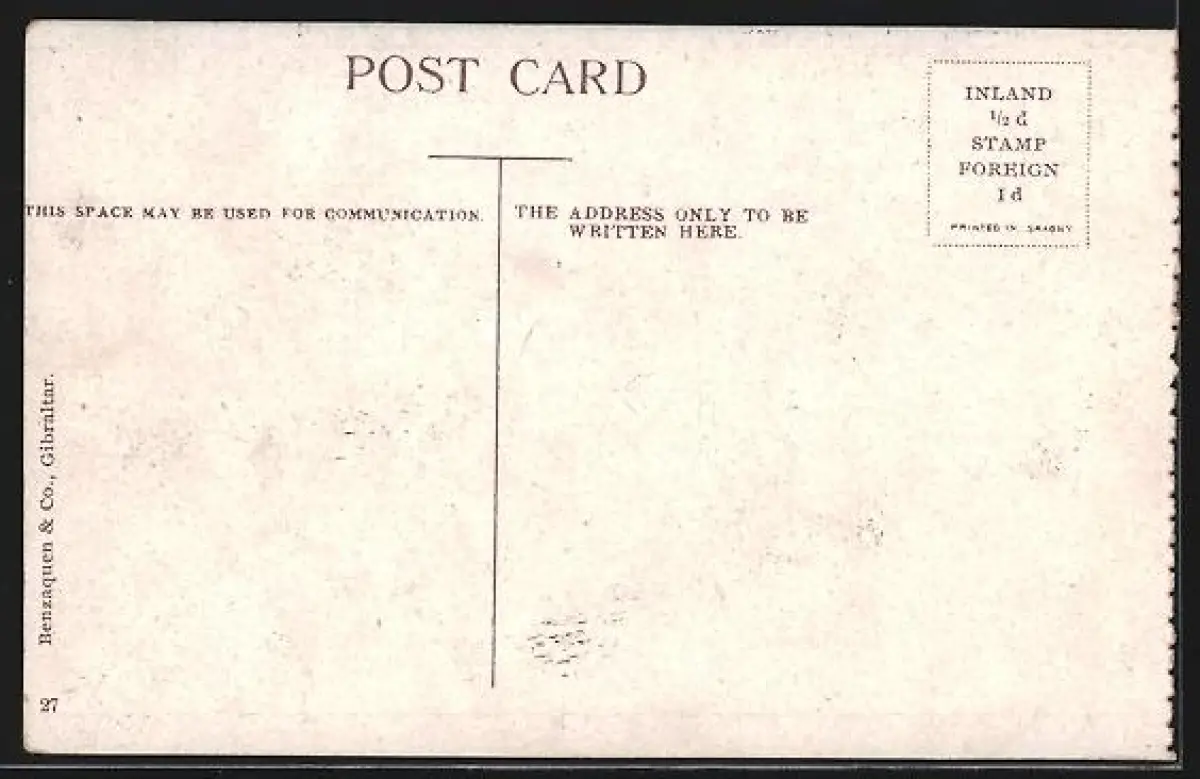 POST CARD
INLAND
½ d
STAMP
FOREIGN
1 d
PRINTED IN SAXONY
THIS SPACE MAY BE USED FOR COMMUNICATION.
THE ADDRESS ONLY TO BE
WRITTEN HERE.
Benzaquen & Co., Gibraltar.
27